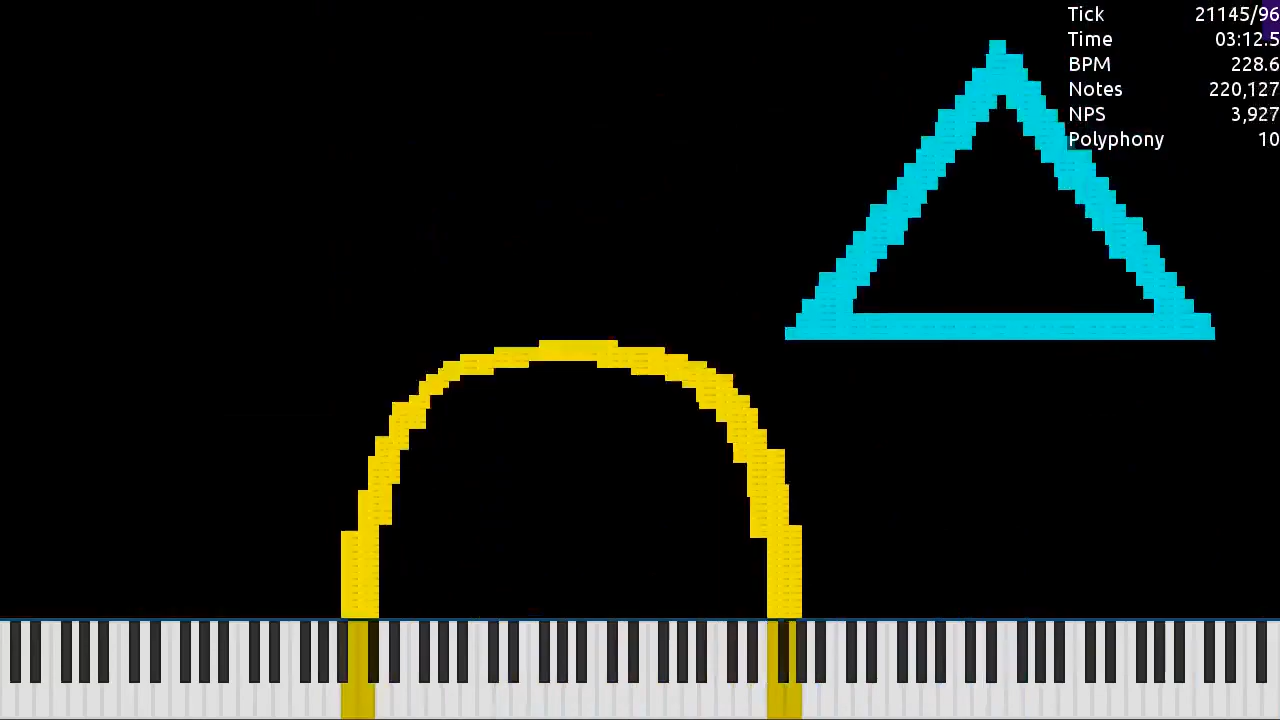 Tick 21145/96
Time 03:12.5
BPM 228.6
Notes 220,127
NPS 3,927
Polyphony 10